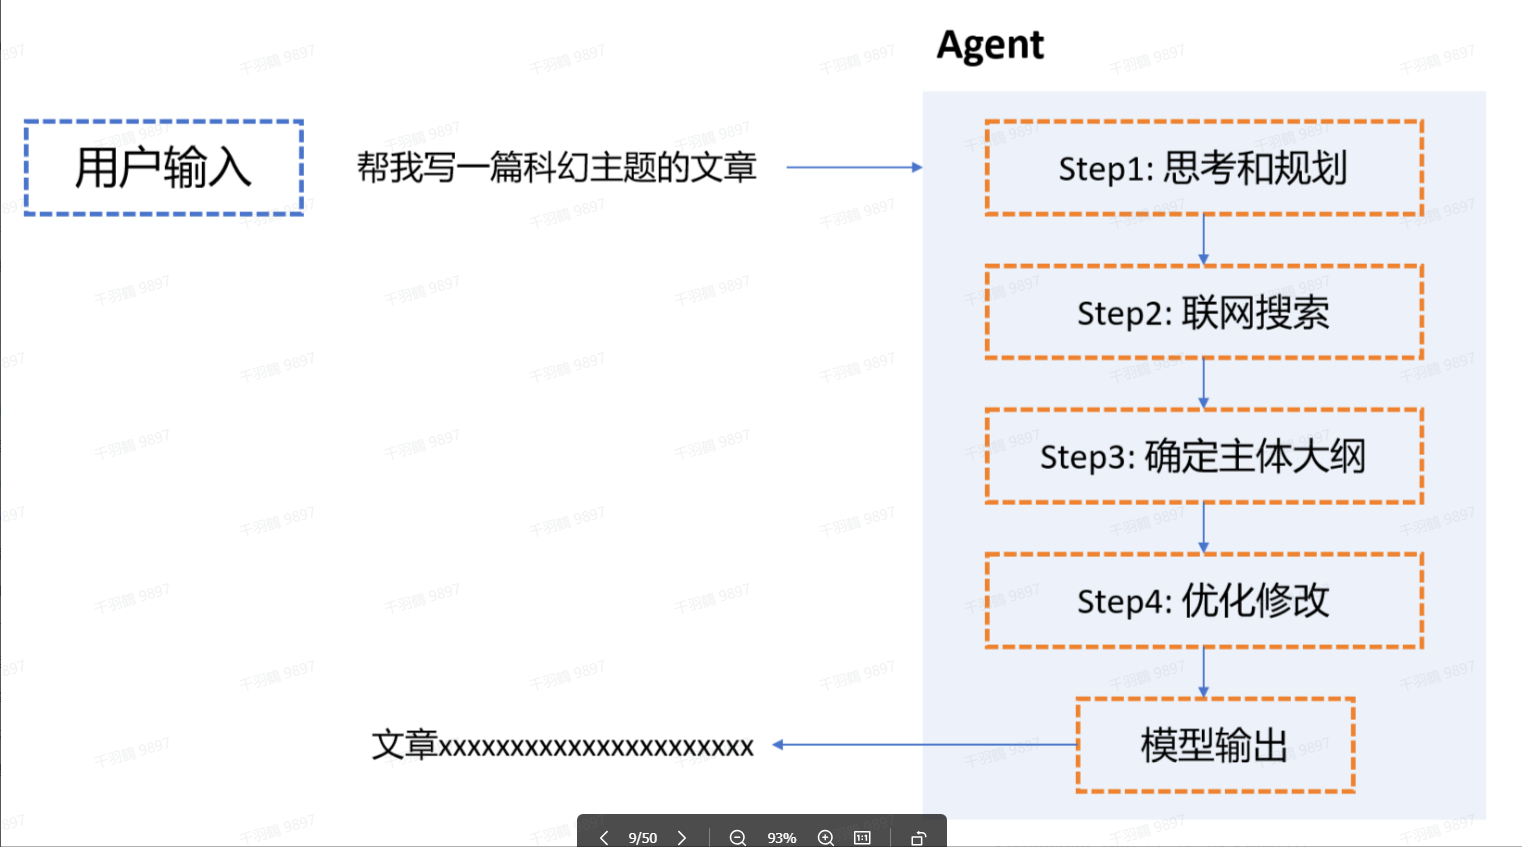 Agent
用户输入
帮我写一篇科幻主题的文章
Step1: 思考和规划
Step2: 联网搜索
Step3: 确定主体大纲
Step4: 优化修改
模型输出
文章xxxxxxxxxxxxxxxxxxxxxx
9/50
93%
1:1
千羽鹤 9897